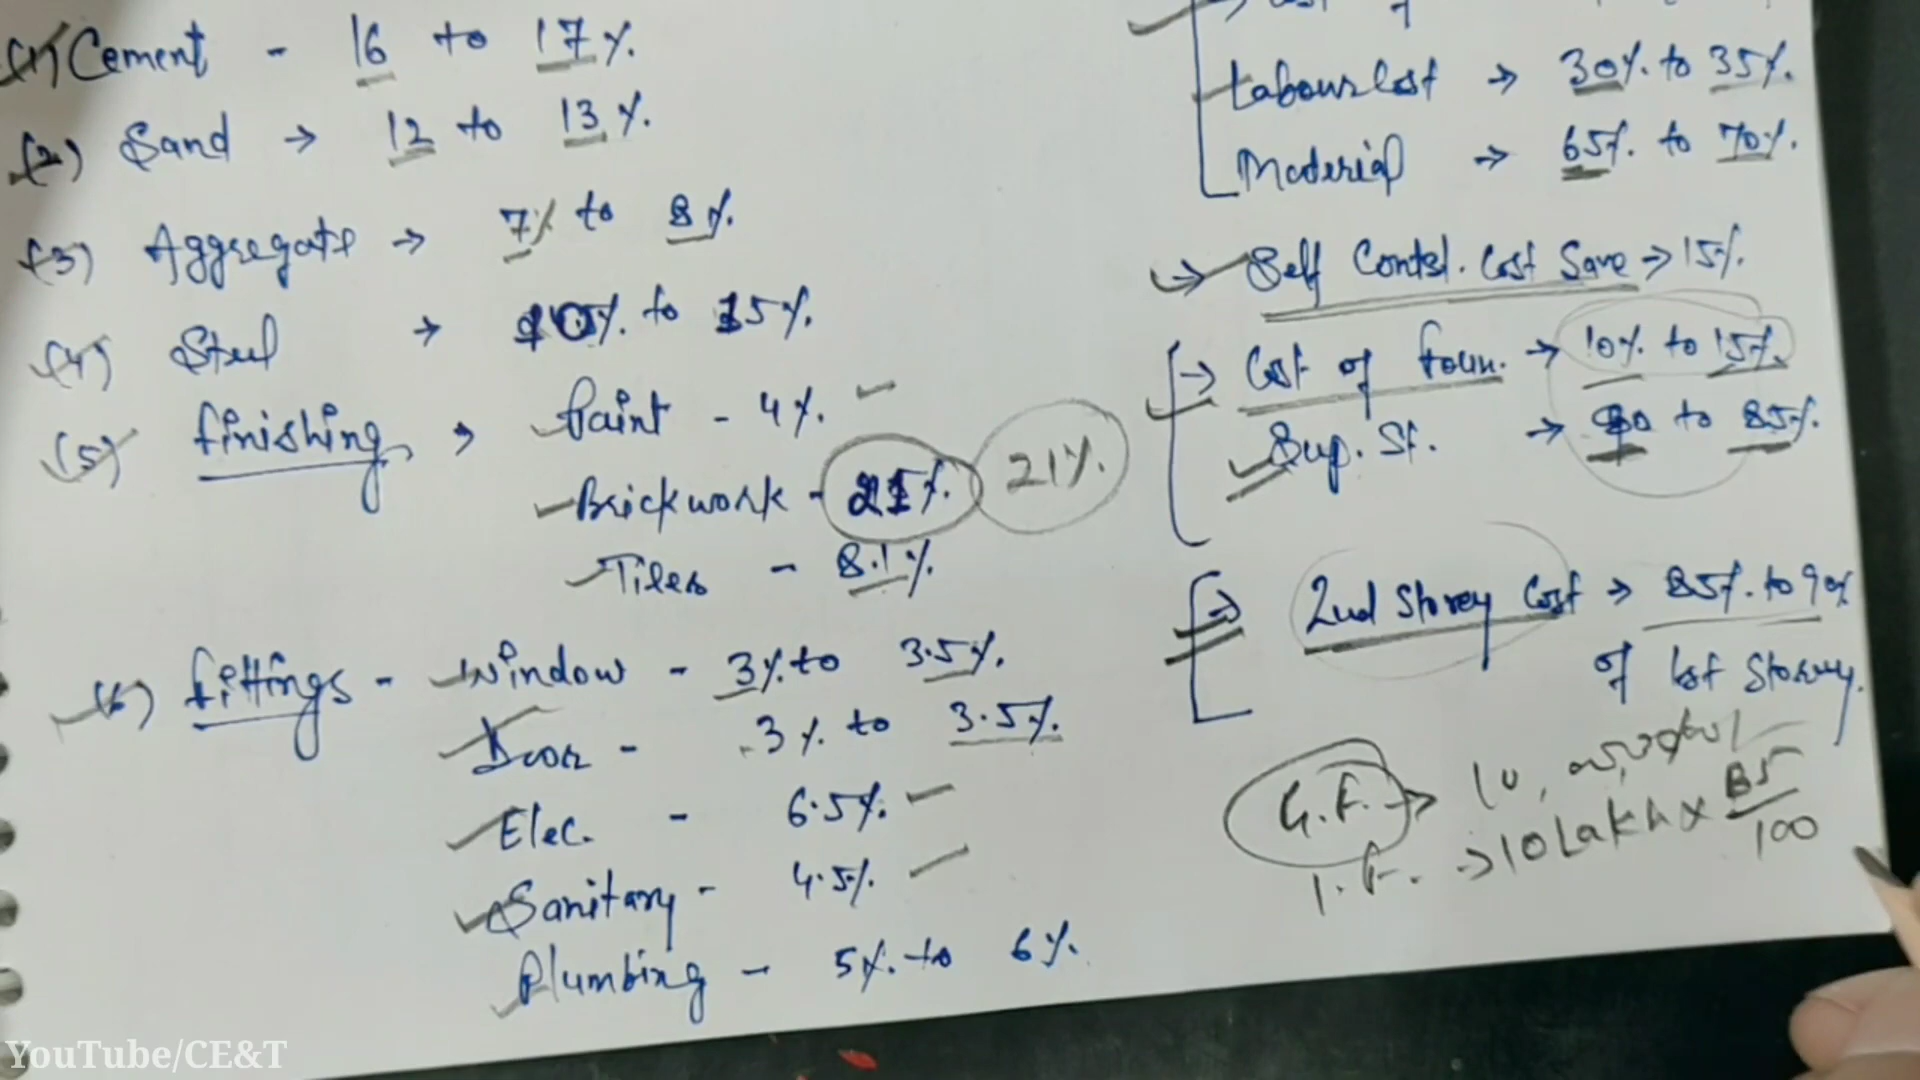 (1) Cement - 16 to 17%.
(2) Sand → 12 to 13%.
(3) Aggregate → 7% to 8%.
(4) Steel → 10% to 15%.
(5) Finishing → Paint - 4%.
Brickwork - 21% 21%.
Tiles - 8.1%.
(6) fittings - window - 3% to 3.5%.
Door - 3% to 3.5%.
Elec. - 6.5%.
Sanitary - 4.5%.
Plumbing - 5% to 6%.
Labour Cost → 30% to 35%.
Material → 65% to 70%.
→ Self Contl. Cost Save → 15%.
→ Cost of foun. → 10% to 15%.
Sup. St. → 80 to 85%.
→ 2nd Storey Cost → 85% to 90%
of 1st Storey.
G.F. → 10,
1.F. → 10 Lakh × 85/100
YouTube/CE&T